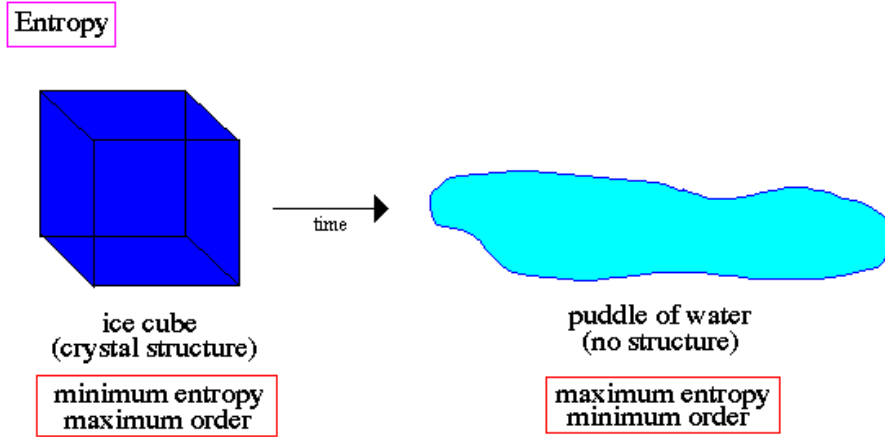 Entropy
time
ice cube
(crystal structure)
minimum entropy
maximum order
puddle of water
(no structure)
maximum entropy
minimum order